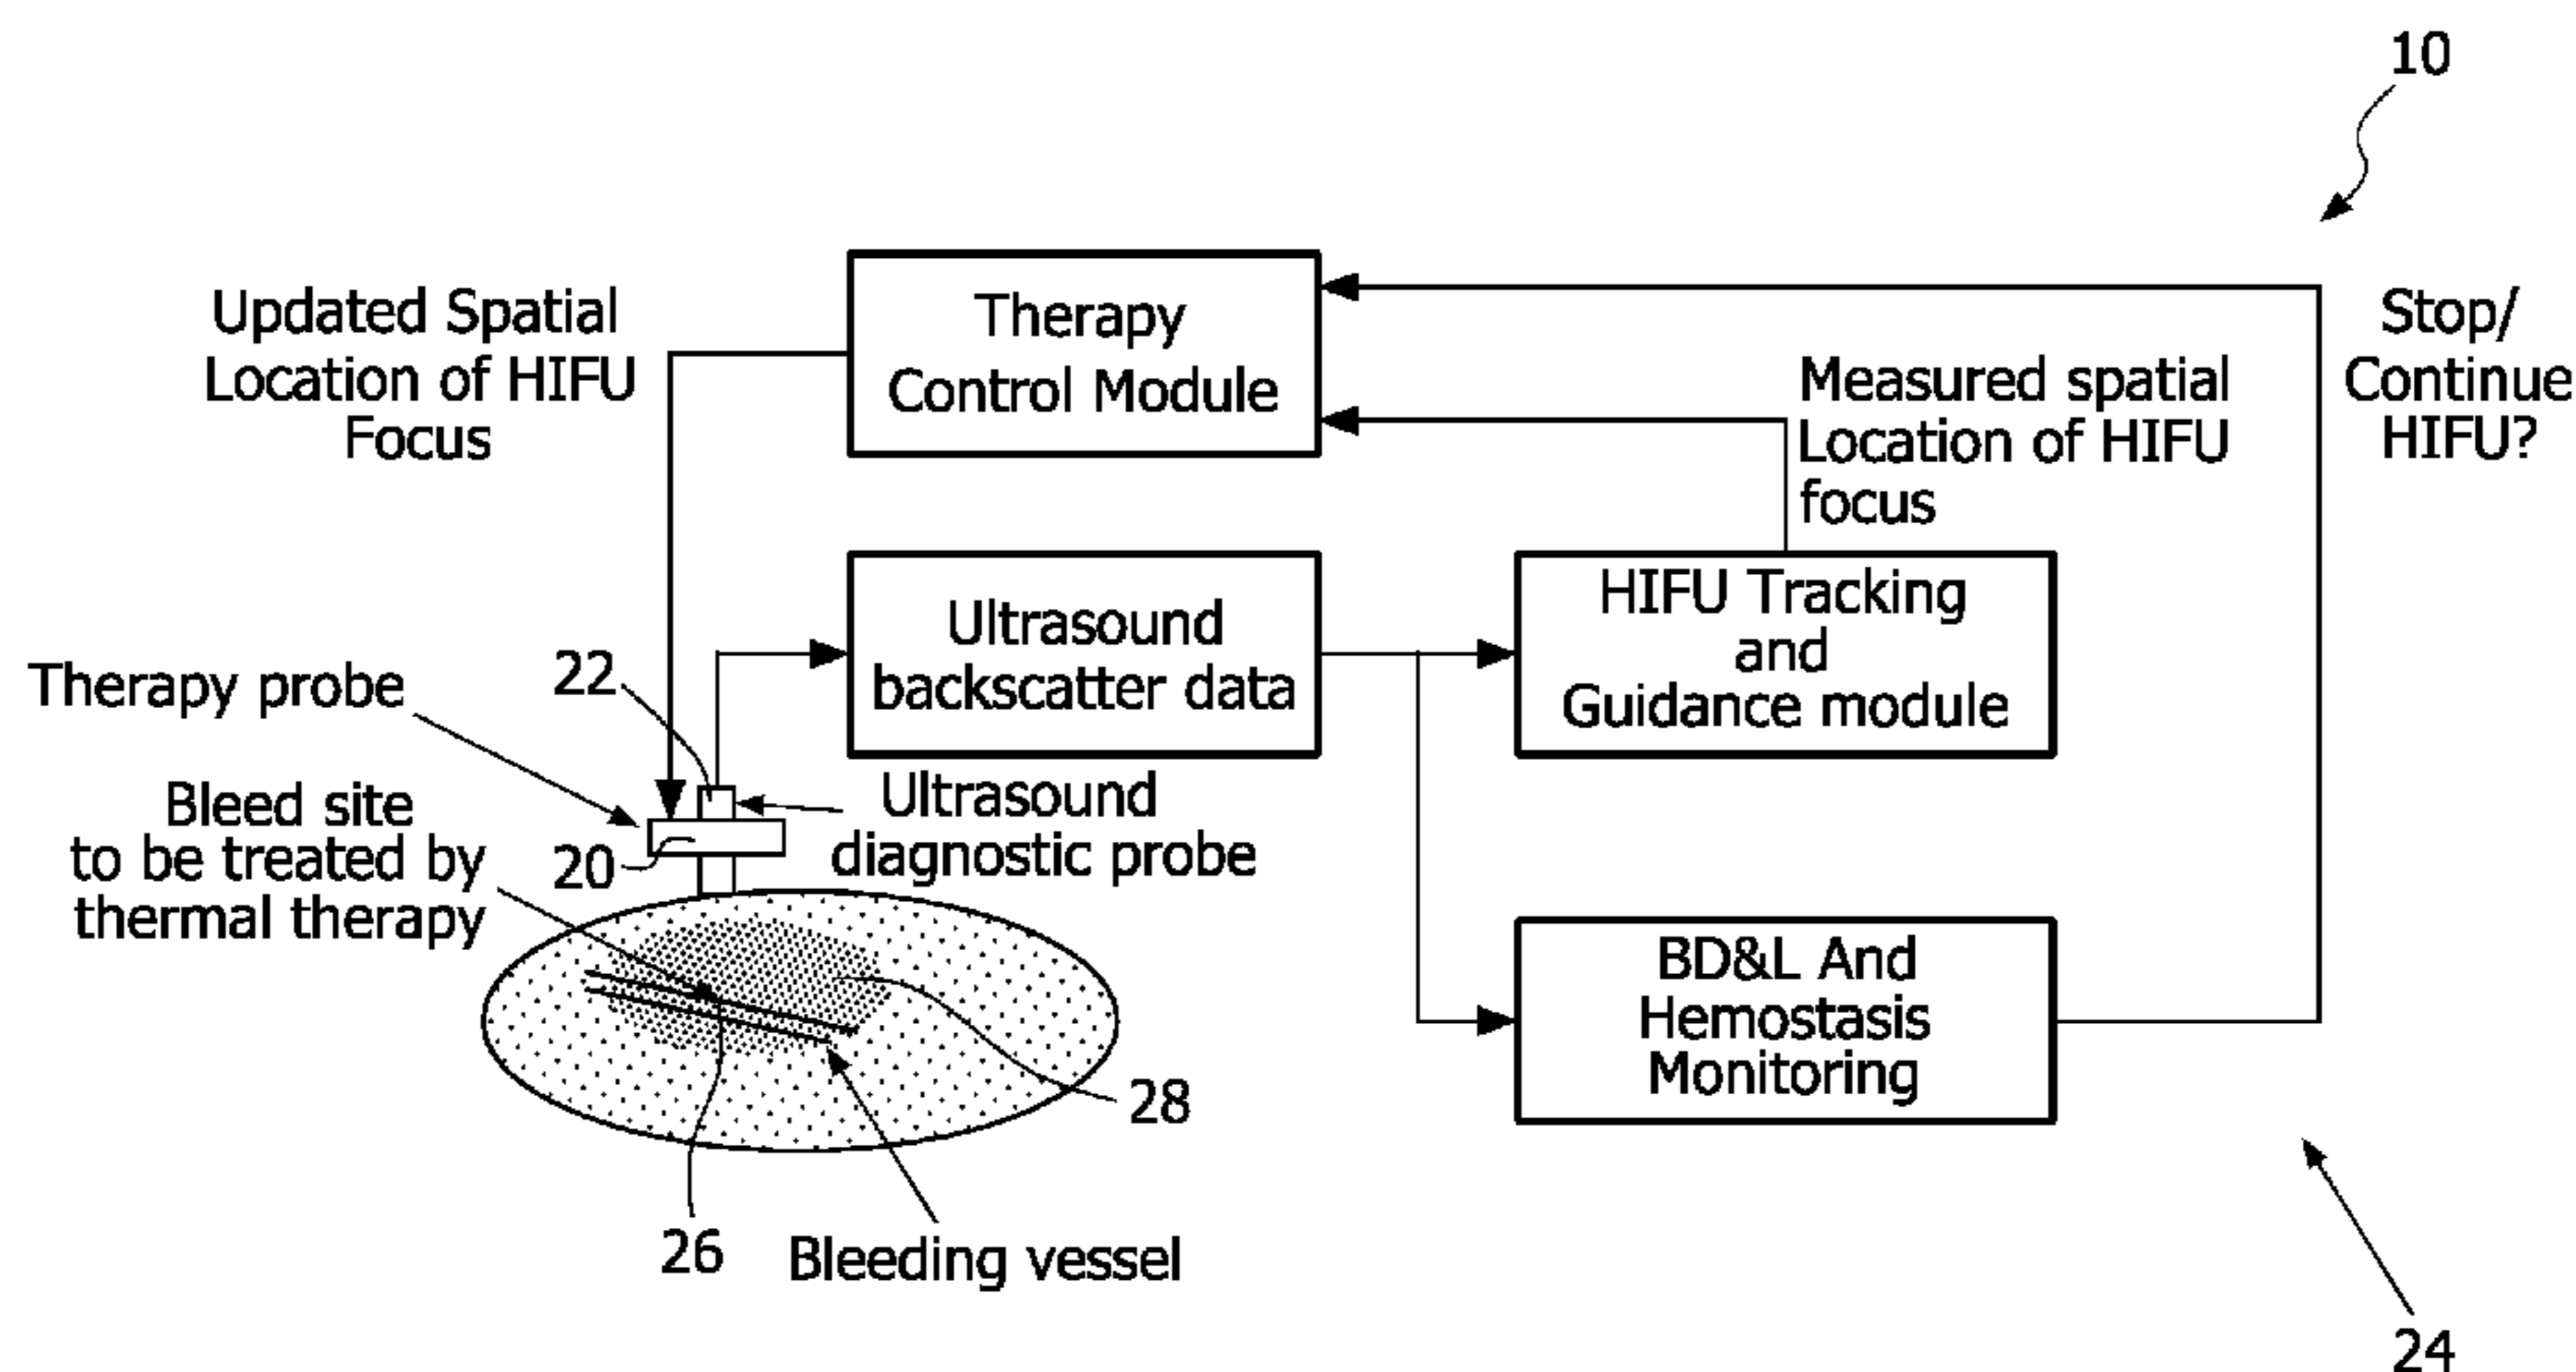 10
Updated Spatial
Location of HIFU
Focus
Therapy
Control Module
Stop/
Continue
HIFU?
Measured spatial
Location of HIFU
focus
Therapy probe
22
Ultrasound
backscatter data
HIFU Tracking
and
Guidance module
Bleed site
to be treated by
thermal therapy
20
Ultrasound
diagnostic probe
BD&L And
Hemostasis
Monitoring
28
26
Bleeding vessel
24